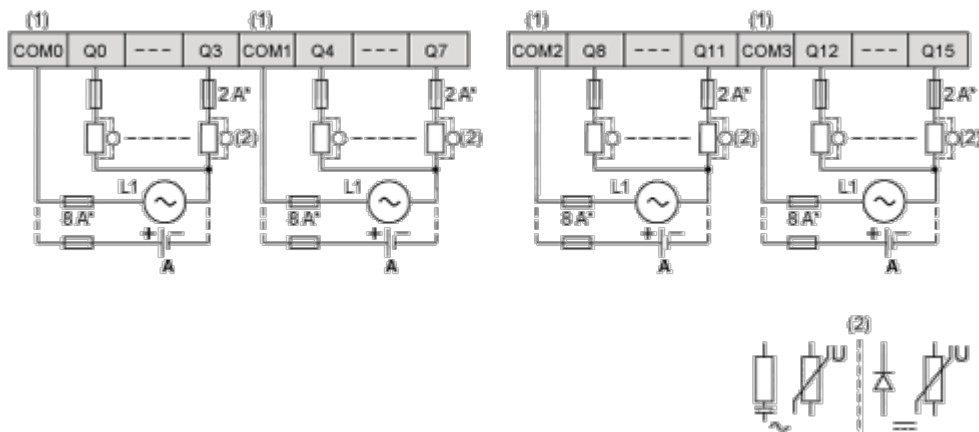 (1) (1) (1) (1)
COM0 Q0 --- Q3 COM1 Q4 --- Q7 COM2 Q8 --- Q11 COM3 Q12 --- Q15
2 A* 2 A* 2 A* 2 A*
(2) (2) (2) (2)
L1 L1 L1 L1
8 A* 8 A* 8 A* 8 A*
+ − + − + − + −
A A A A
(2)
U U